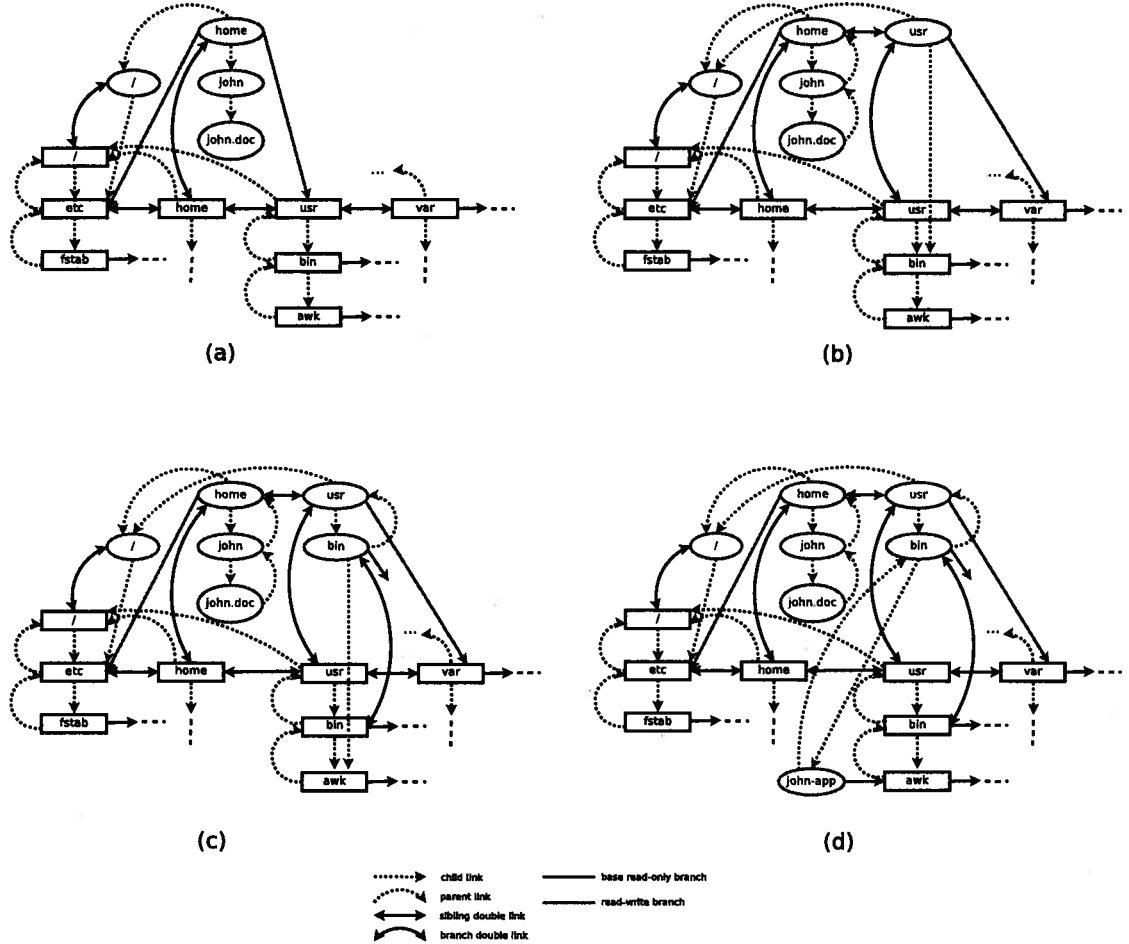 home
/
john
john.doc
/
...
etc
home
usr
var
fstab
bin
awk
(a)
home
usr
/
john
john.doc
/
...
etc
home
usr
var
fstab
bin
awk
(b)
home
usr
/
john
bin
john.doc
/
...
etc
home
usr
var
fstab
bin
awk
(c)
home
usr
/
john
bin
john.doc
/
...
etc
home
usr
var
fstab
bin
john-app
awk
(d)
child link
parent link
sibling double link
branch double link
base read-only branch
read-write branch